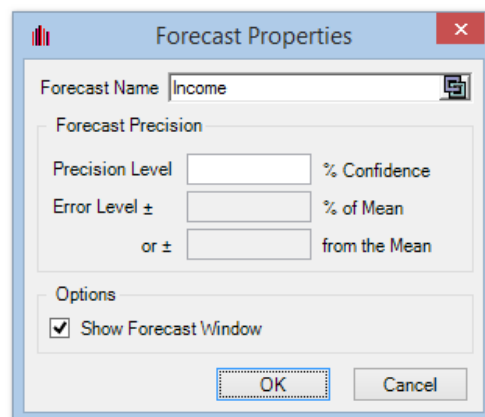 Forecast Properties
Forecast Name Income
Forecast Precision
Precision Level % Confidence
Error Level ± % of Mean
or ± from the Mean
Options
Show Forecast Window
OK Cancel